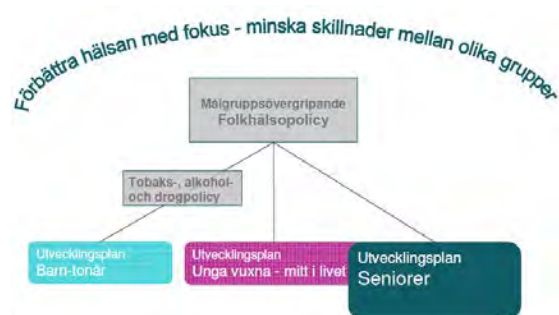 Förbättra hälsan med fokus - minska skillnader mellan olika grupper
Målgruppsövergripande
Folkhälsopolicy
Tobaks-, alkohol-
och drogpolicy
Utvecklingsplan
Barn-tonår
Utvecklingsplan
Unga vuxna - mitt i livet
Utvecklingsplan
Seniorer